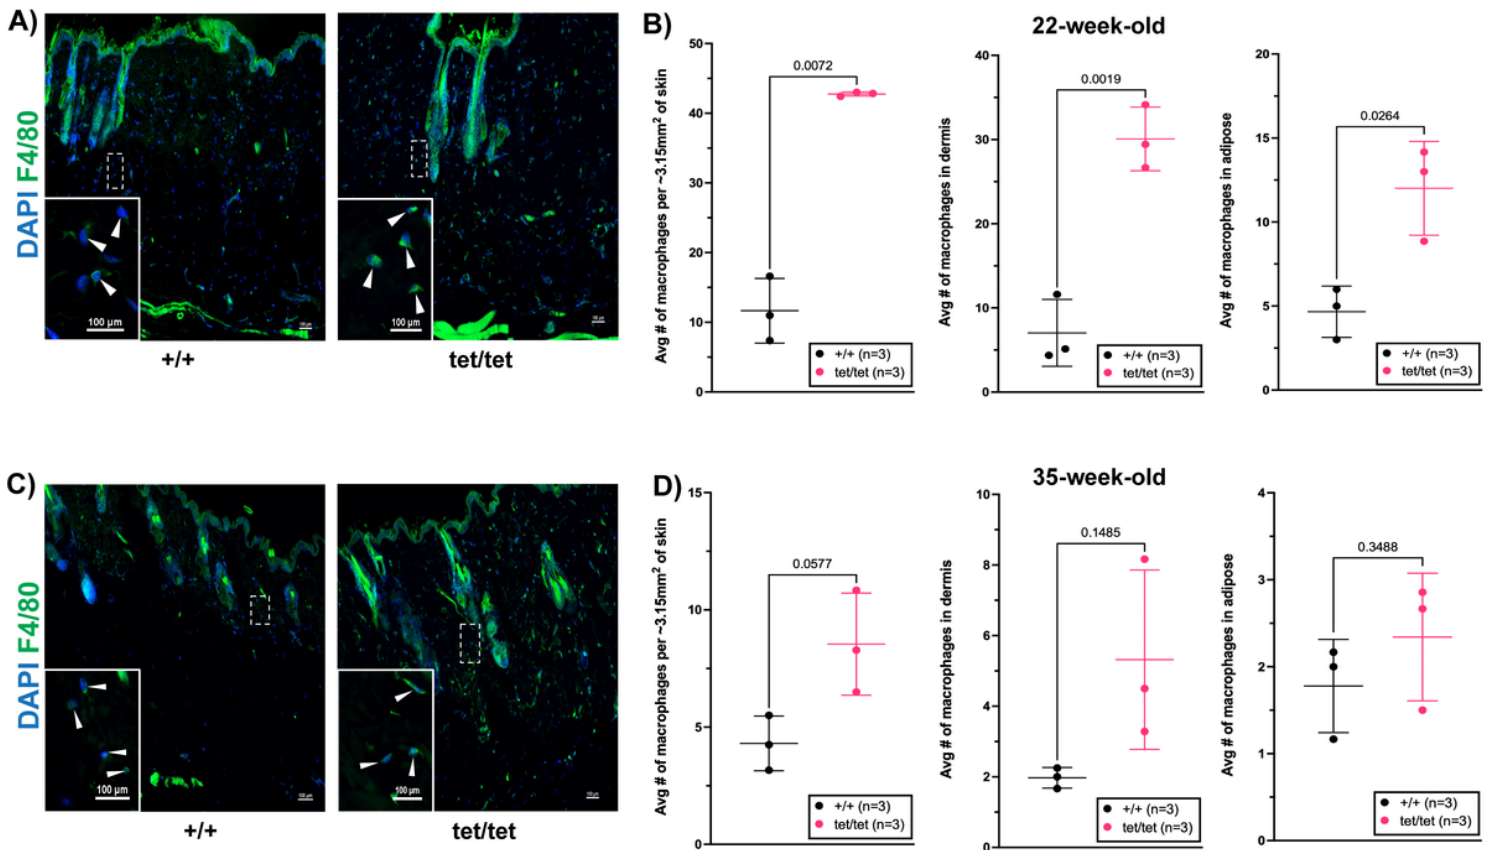 A)
DAPI F4/80
100 µm
+/+
100 µm
tet/tet
B)
22-week-old
Avg # of macrophages per ~3.15mm² of skin
50
40
30
20
10
0
0.0072
+/+ (n=3)
tet/tet (n=3)
Avg # of macrophages in dermis
40
30
20
10
0
0.0019
+/+ (n=3)
tet/tet (n=3)
Avg # of macrophages in adipose
20
15
10
5
0
0.0264
+/+ (n=3)
tet/tet (n=3)
C)
DAPI F4/80
100 µm
+/+
100 µm
tet/tet
D)
35-week-old
Avg # of macrophages per ~3.15mm² of skin
15
10
5
0
0.0577
+/+ (n=3)
tet/tet (n=3)
Avg # of macrophages in dermis
10
8
6
4
2
0
0.1485
+/+ (n=3)
tet/tet (n=3)
Avg # of macrophages in adipose
4
3
2
1
0
0.3488
+/+ (n=3)
tet/tet (n=3)